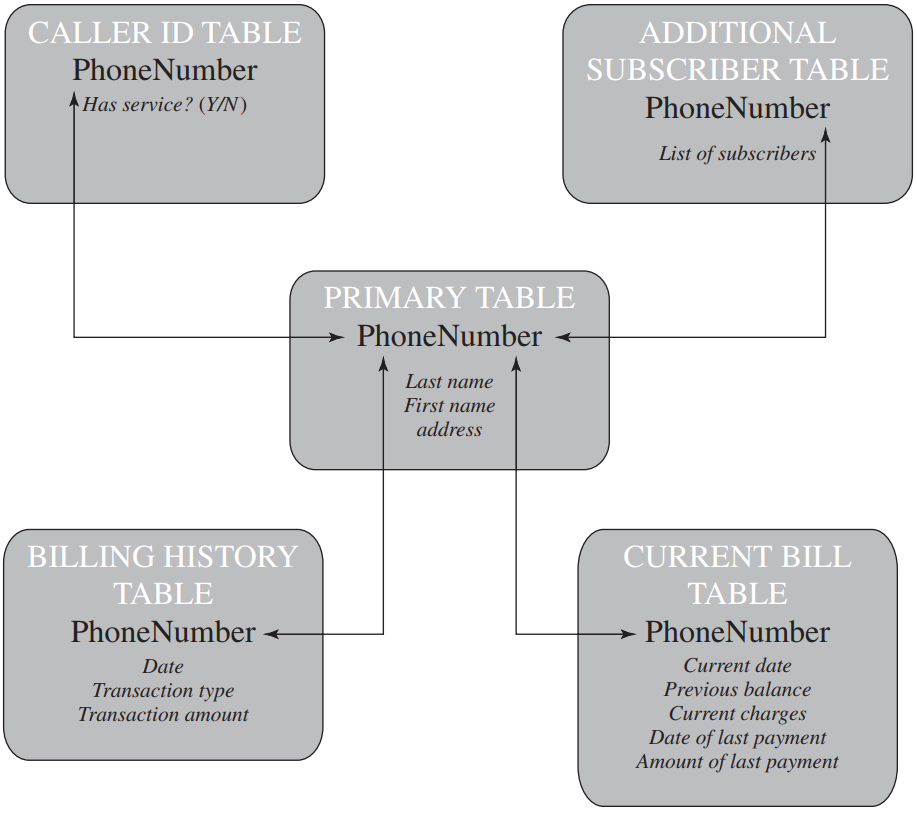 CALLER ID TABLE
PhoneNumber
Has service? (Y/N)
ADDITIONAL
SUBSCRIBER TABLE
PhoneNumber
List of subscribers
PRIMARY TABLE
PhoneNumber
Last name
First name
address
BILLING HISTORY
TABLE
PhoneNumber
Date
Transaction type
Transaction amount
CURRENT BILL
TABLE
PhoneNumber
Current date
Previous balance
Current charges
Date of last payment
Amount of last payment